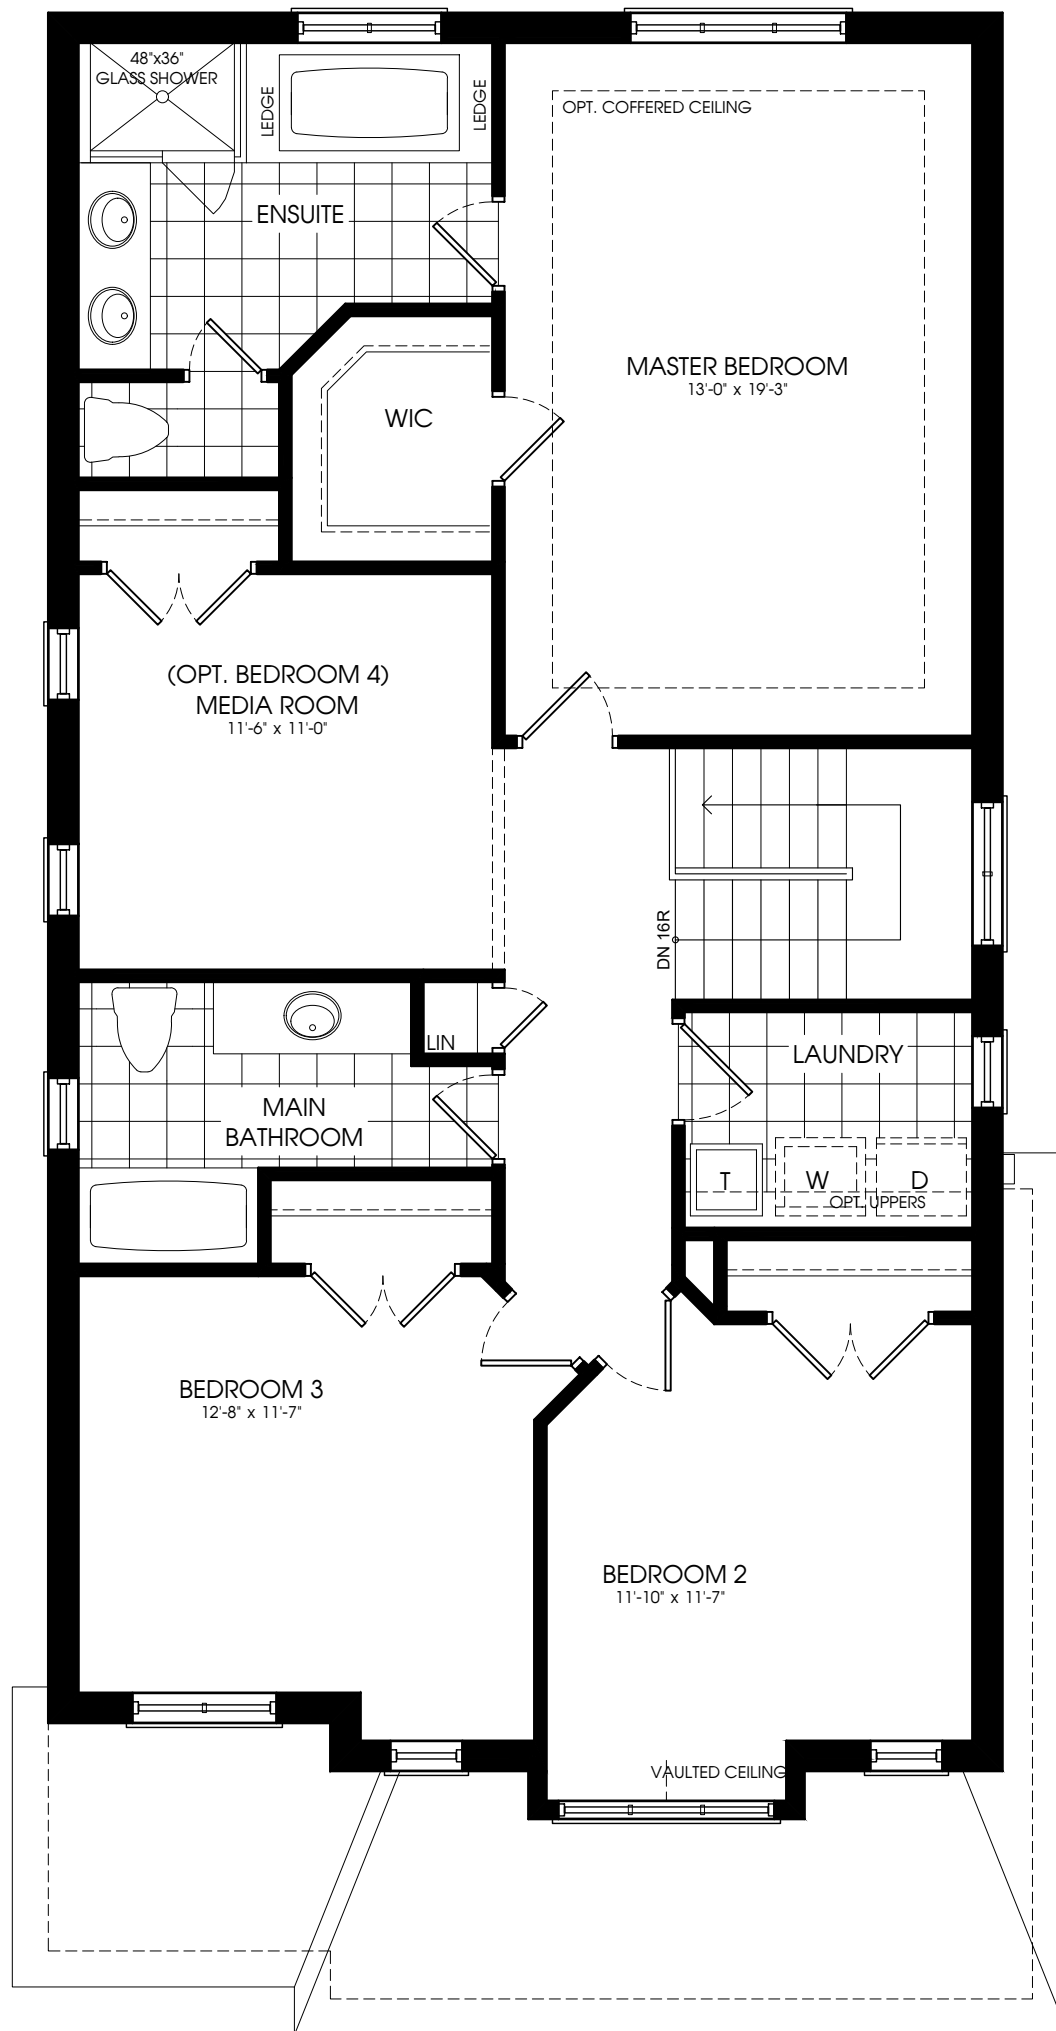 48"x36"
GLASS SHOWER
LEDGE
LEDGE
OPT. COFFERED CEILING
ENSUITE
MASTER BEDROOM
13'-0" x 19'-3"
WIC
(OPT. BEDROOM 4)
MEDIA ROOM
11'-6" x 11'-0"
DN 16R
LIN
LAUNDRY
MAIN
BATHROOM
T
W
D
OPT. UPPERS
BEDROOM 3
12'-8" x 11'-7"
BEDROOM 2
11'-10" x 11'-7"
VAULTED CEILING